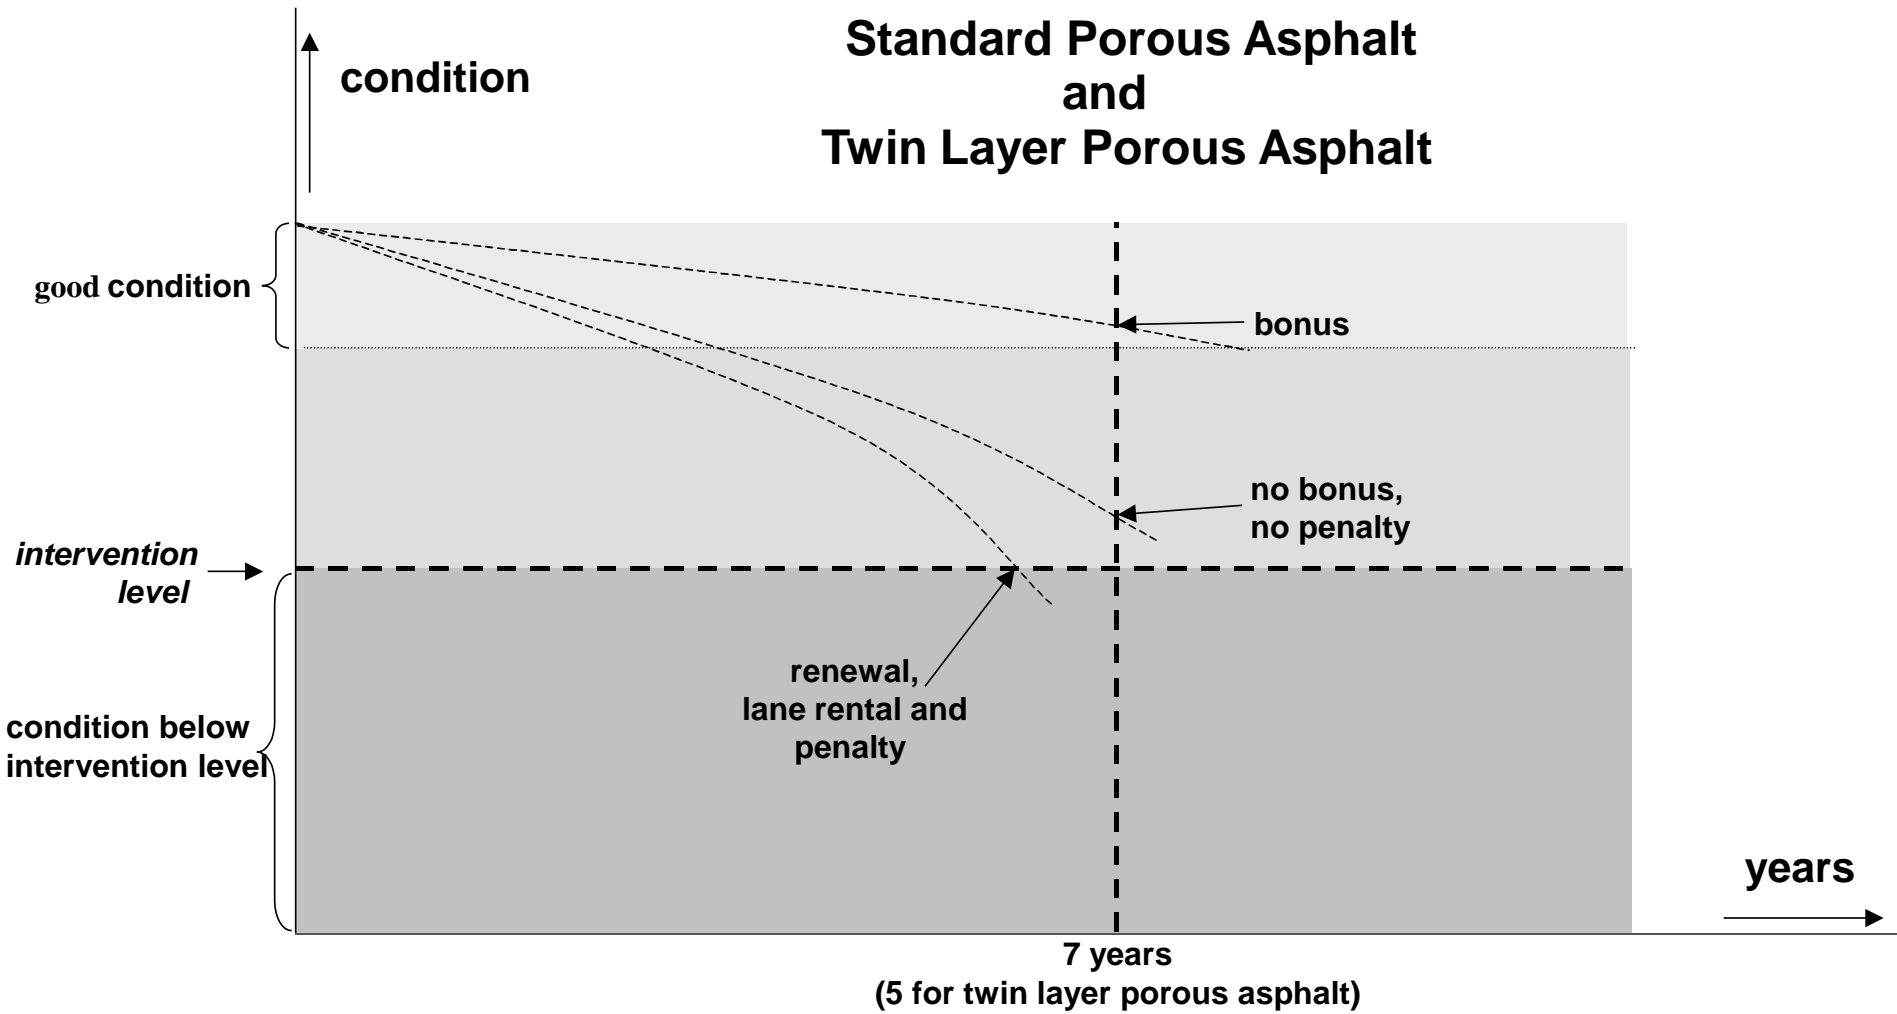 Standard Porous Asphalt
and
Twin Layer Porous Asphalt
condition
good condition
bonus
no bonus,
no penalty
intervention
level
renewal,
lane rental and
penalty
condition below
intervention level
years
7 years
(5 for twin layer porous asphalt)